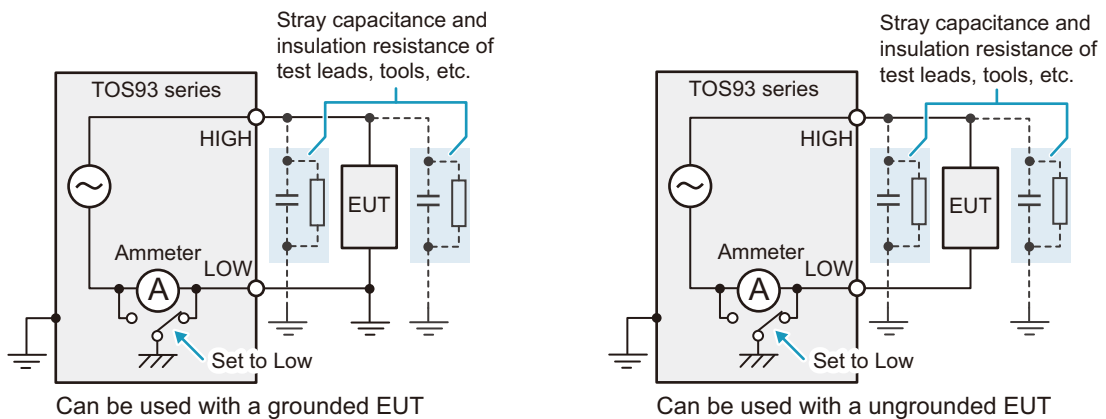 Stray capacitance and
insulation resistance of
test leads, tools, etc.
TOS93 series
HIGH
EUT
Ammeter
LOW
A
Set to Low
Can be used with a grounded EUT
Stray capacitance and
insulation resistance of
test leads, tools, etc.
TOS93 series
HIGH
EUT
Ammeter
LOW
A
Set to Low
Can be used with a ungrounded EUT